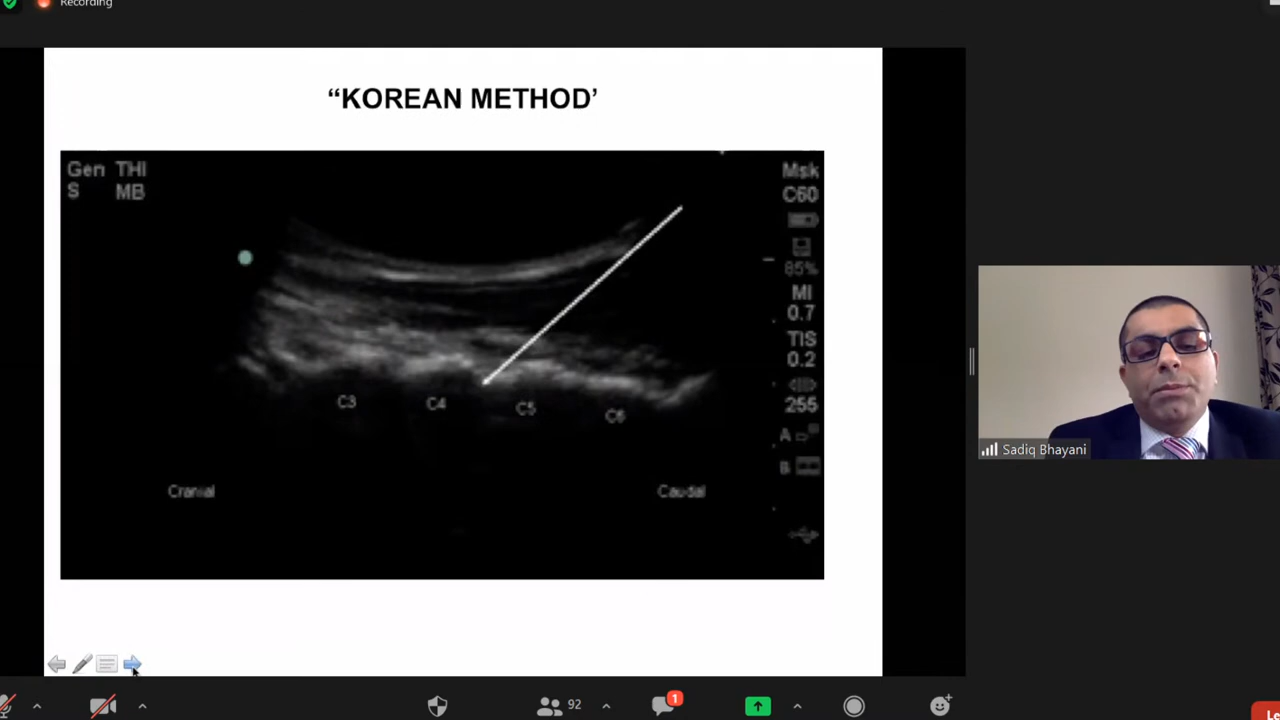 Recording
“KOREAN METHOD’
Gen THI
S MB
Msk
C60
85%
MI
0.7
TIS
0.2
255
A
B
C3 C4 C5 C6
Cranial Caudal
Sadiq Bhayani
92
1
Le